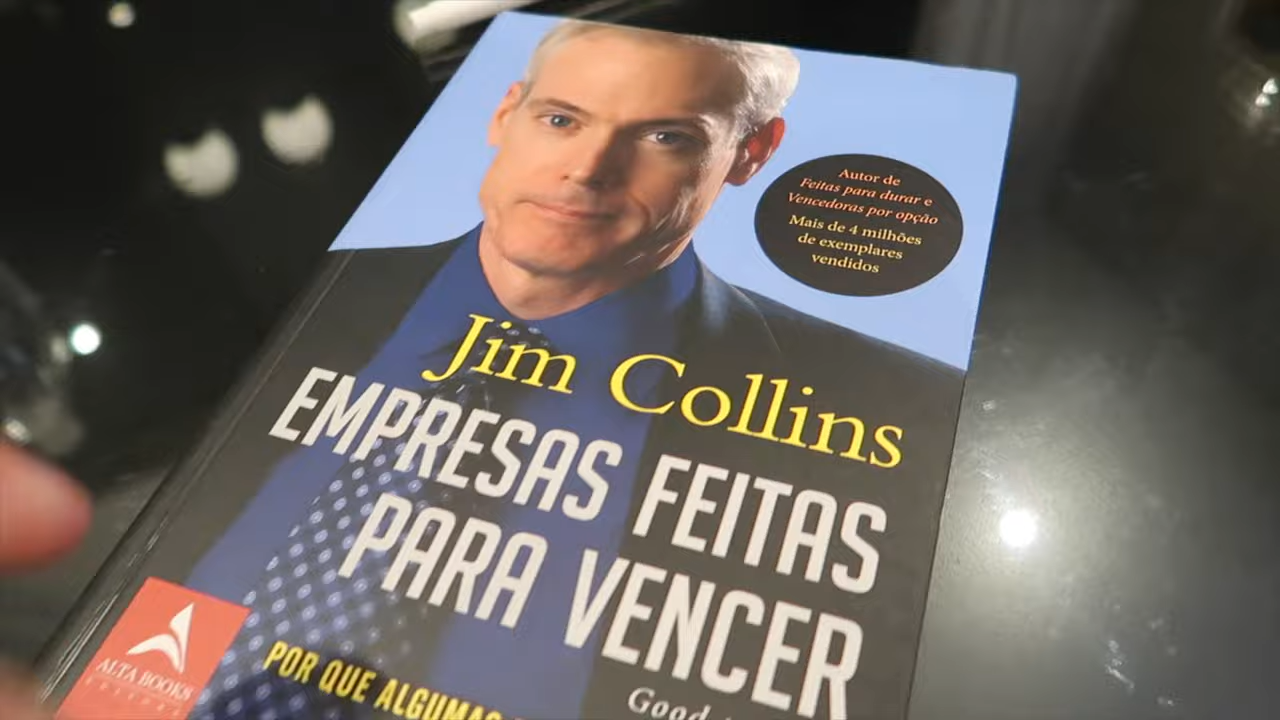 Autor de
Feitas para durar e
Vencedoras por opção
Mais de 4 milhões
de exemplares
vendidos
Jim Collins
EMPRESAS FEITAS
PARA VENCER
Good
POR QUE ALGUMAS
ALTA BOOKS
EDITORA